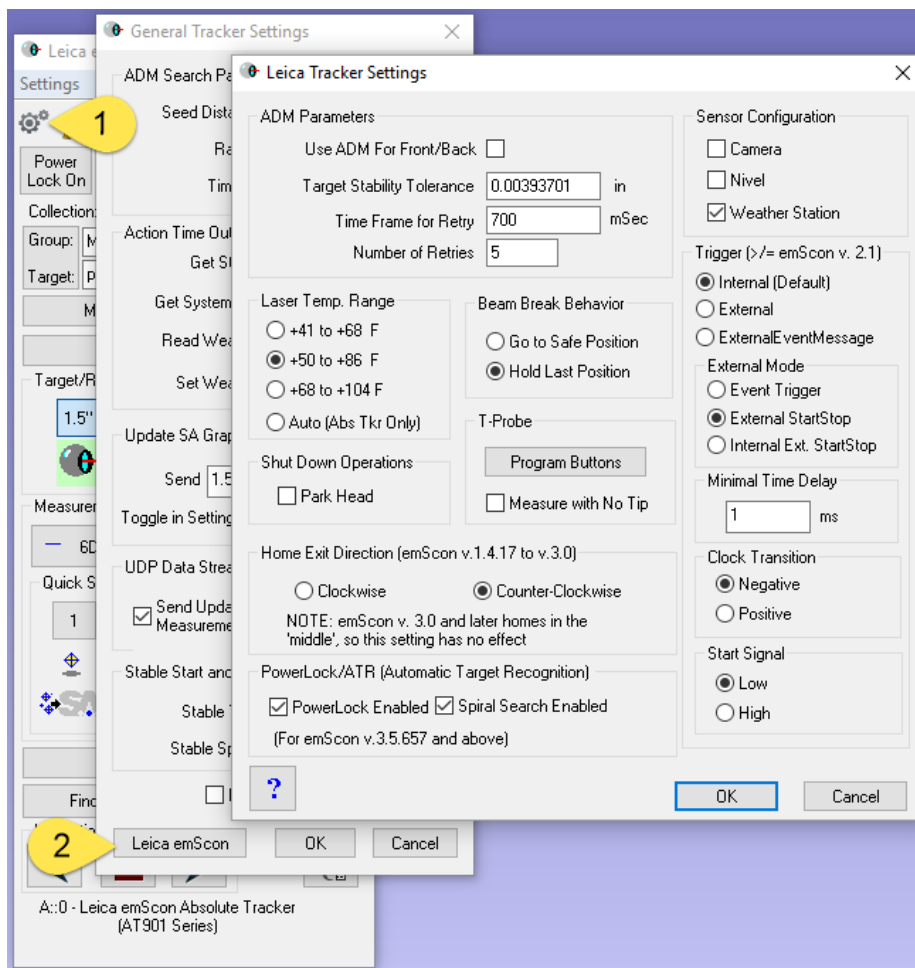 Leica
Settings
1
Power
Lock On
Collection:
Group:
Target:
Target/R
1.5"
Measurer
6D
Quick S
1
Find
A::0 - Leica emScon Absolute Tracker
(AT901 Series)
General Tracker Settings
ADM Search Pa
Seed Dista
Ra
Tim
Action Time Out
Get St
Get System
Read Wea
Set Wea
Update SA Grap
Send 1.5
Toggle in Setting
UDP Data Strea
Send Upda
Measureme
Stable Start and
Stable
Stable Sp
2
Leica emScon
OK
Cancel
Leica Tracker Settings
ADM Parameters
Use ADM For Front/Back
Target Stability Tolerance 0.00393701 in
Time Frame for Retry 700 mSec
Number of Retries 5
Laser Temp. Range
+41 to +68 F
+50 to +86 F
+68 to +104 F
Auto (Abs Tkr Only)
Beam Break Behavior
Go to Safe Position
Hold Last Position
T-Probe
Program Buttons
Measure with No Tip
Shut Down Operations
Park Head
Home Exit Direction (emScon v.1.4.17 to v.3.0)
Clockwise
Counter-Clockwise
NOTE: emScon v. 3.0 and later homes in the
'middle', so this setting has no effect
PowerLock/ATR (Automatic Target Recognition)
PowerLock Enabled
Spiral Search Enabled
(For emScon v.3.5.657 and above)
?
Sensor Configuration
Camera
Nivel
Weather Station
Trigger (>/= emScon v. 2.1)
Internal (Default)
External
ExternalEventMessage
External Mode
Event Trigger
External StartStop
Internal Ext. StartStop
Minimal Time Delay
1 ms
Clock Transition
Negative
Positive
Start Signal
Low
High
OK
Cancel